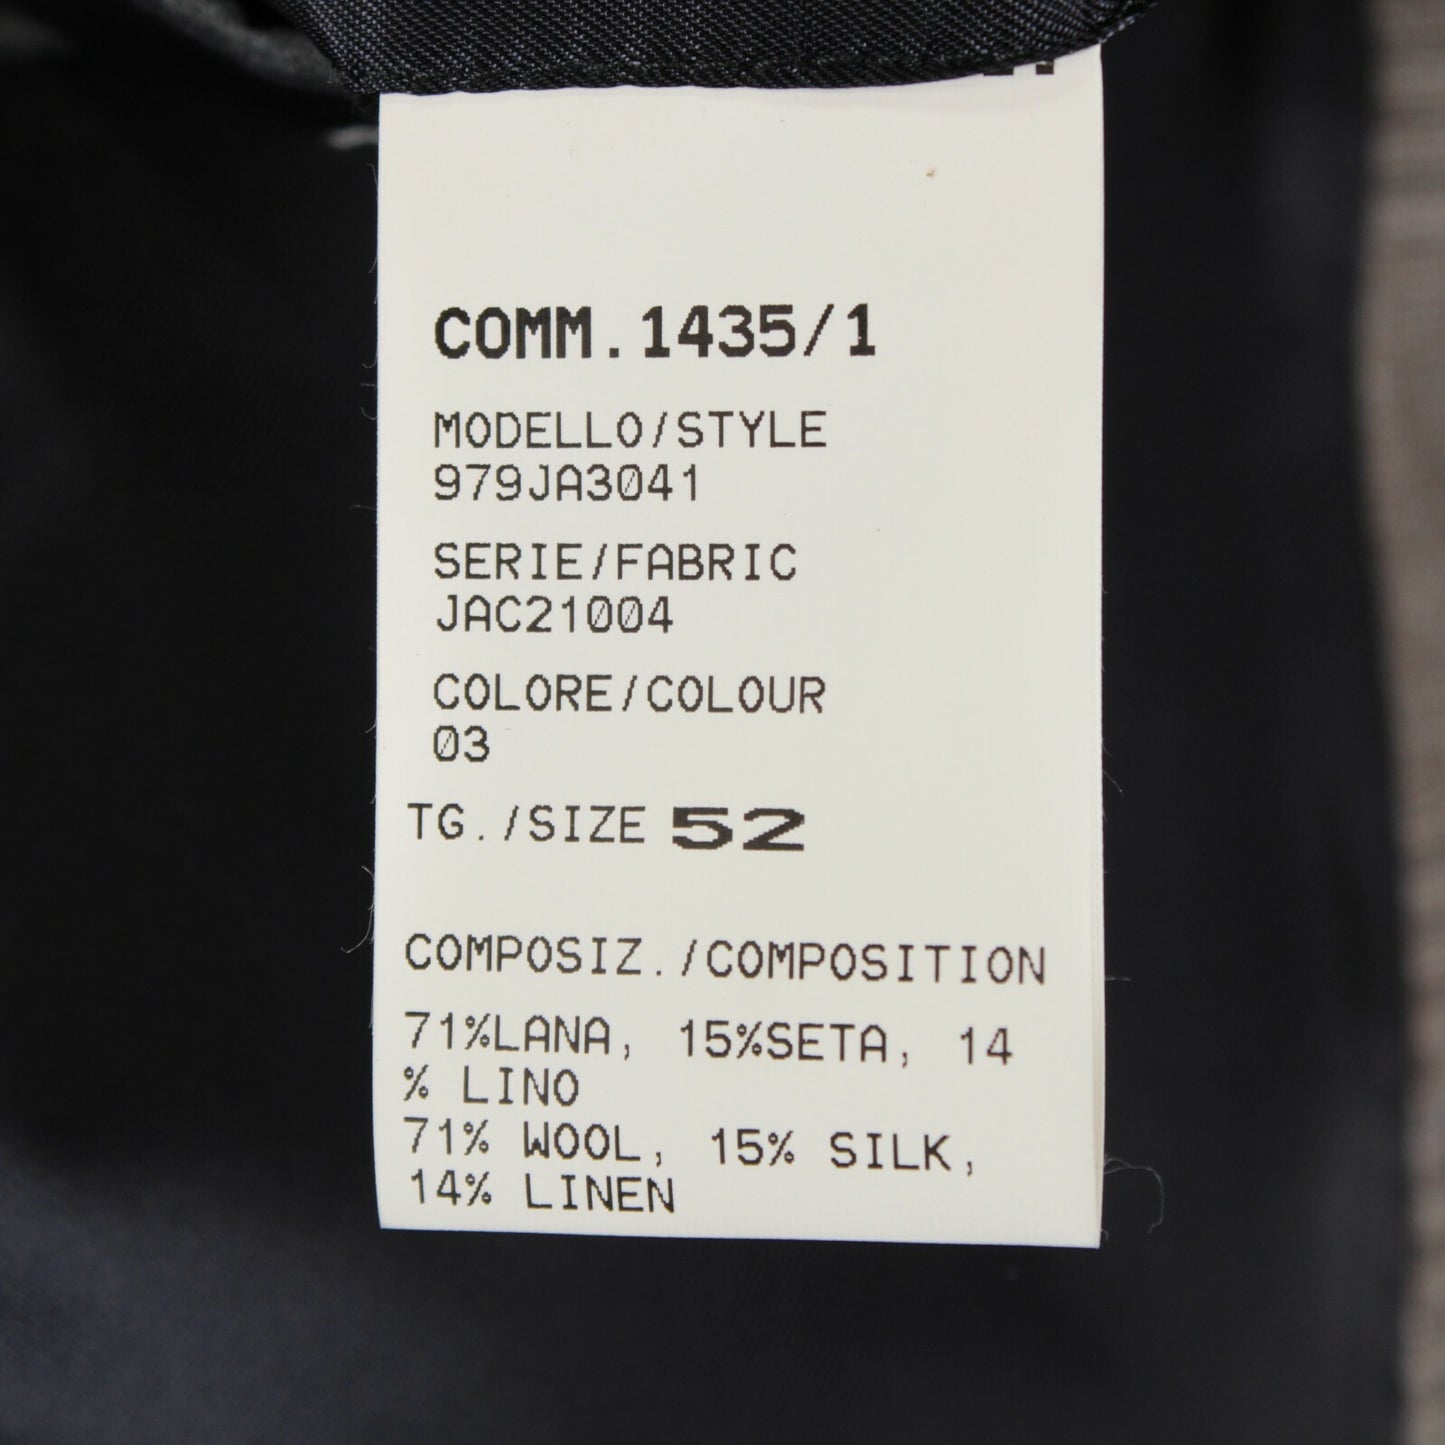 COMM.1435/1
MODELLO/STYLE
979JA3041
SERIE/FABRIC
JAC21004
COLORE/COLOUR
03
TG./SIZE 52
COMPOSIZ./COMPOSITION
71%LANA, 15%SETA, 14
% LINO
71% WOOL, 15% SILK,
14% LINEN